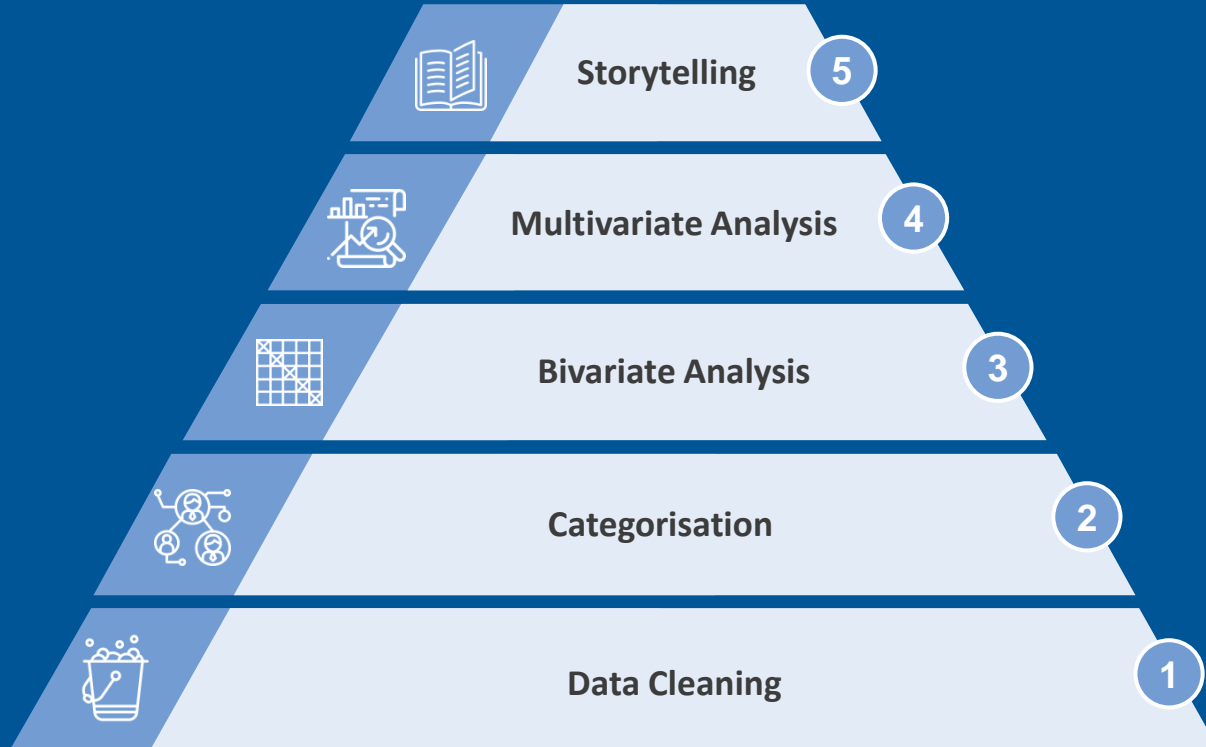 Storytelling 5
Multivariate Analysis 4
Bivariate Analysis 3
Categorisation 2
Data Cleaning 1